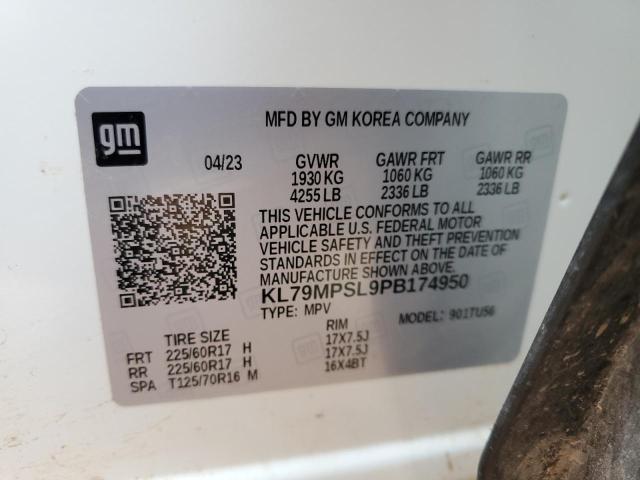 gm
MFD BY GM KOREA COMPANY
04/23 GVWR GAWR FRT GAWR RR
1930 KG 1060 KG 1060 KG
4255 LB 2336 LB 2336 LB
THIS VEHICLE CONFORMS TO ALL
APPLICABLE U.S. FEDERAL MOTOR
VEHICLE SAFETY AND THEFT PREVENTION
STANDARDS IN EFFECT ON THE DATE OF
MANUFACTURE SHOWN ABOVE.
KL79MPSL9PB174950
TYPE: MPV MODEL: 901TU56
TIRE SIZE RIM
FRT 225/60R17 H 17X7.5J
RR 225/60R17 H 17X7.5J
SPA T125/70R16 M 16X4BT